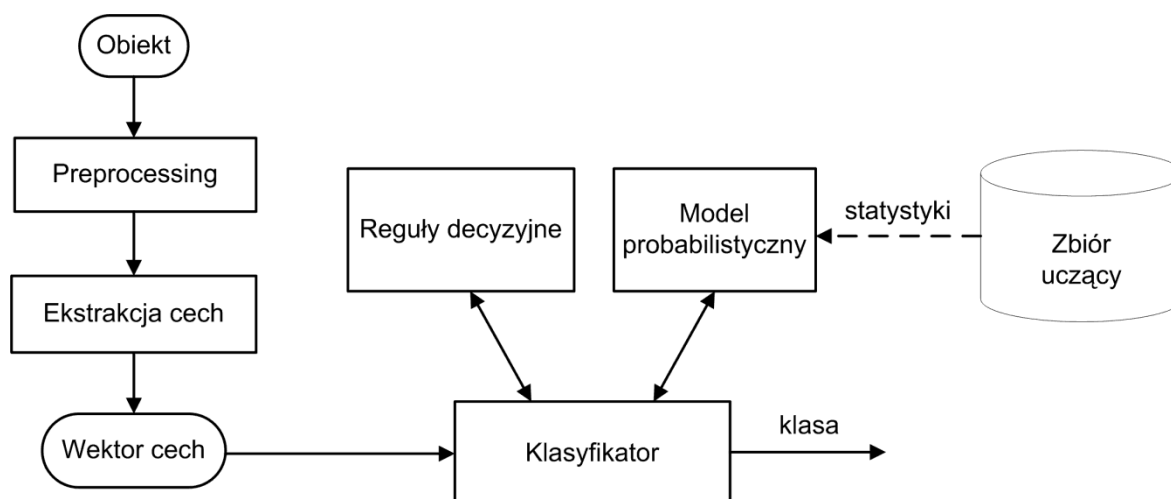 Obiekt
Preprocessing
Ekstrakcja cech
Wektor cech
Reguły decyzyjne
Model
probabilistyczny
statystyki
Zbiór
uczący
Klasyfikator
klasa